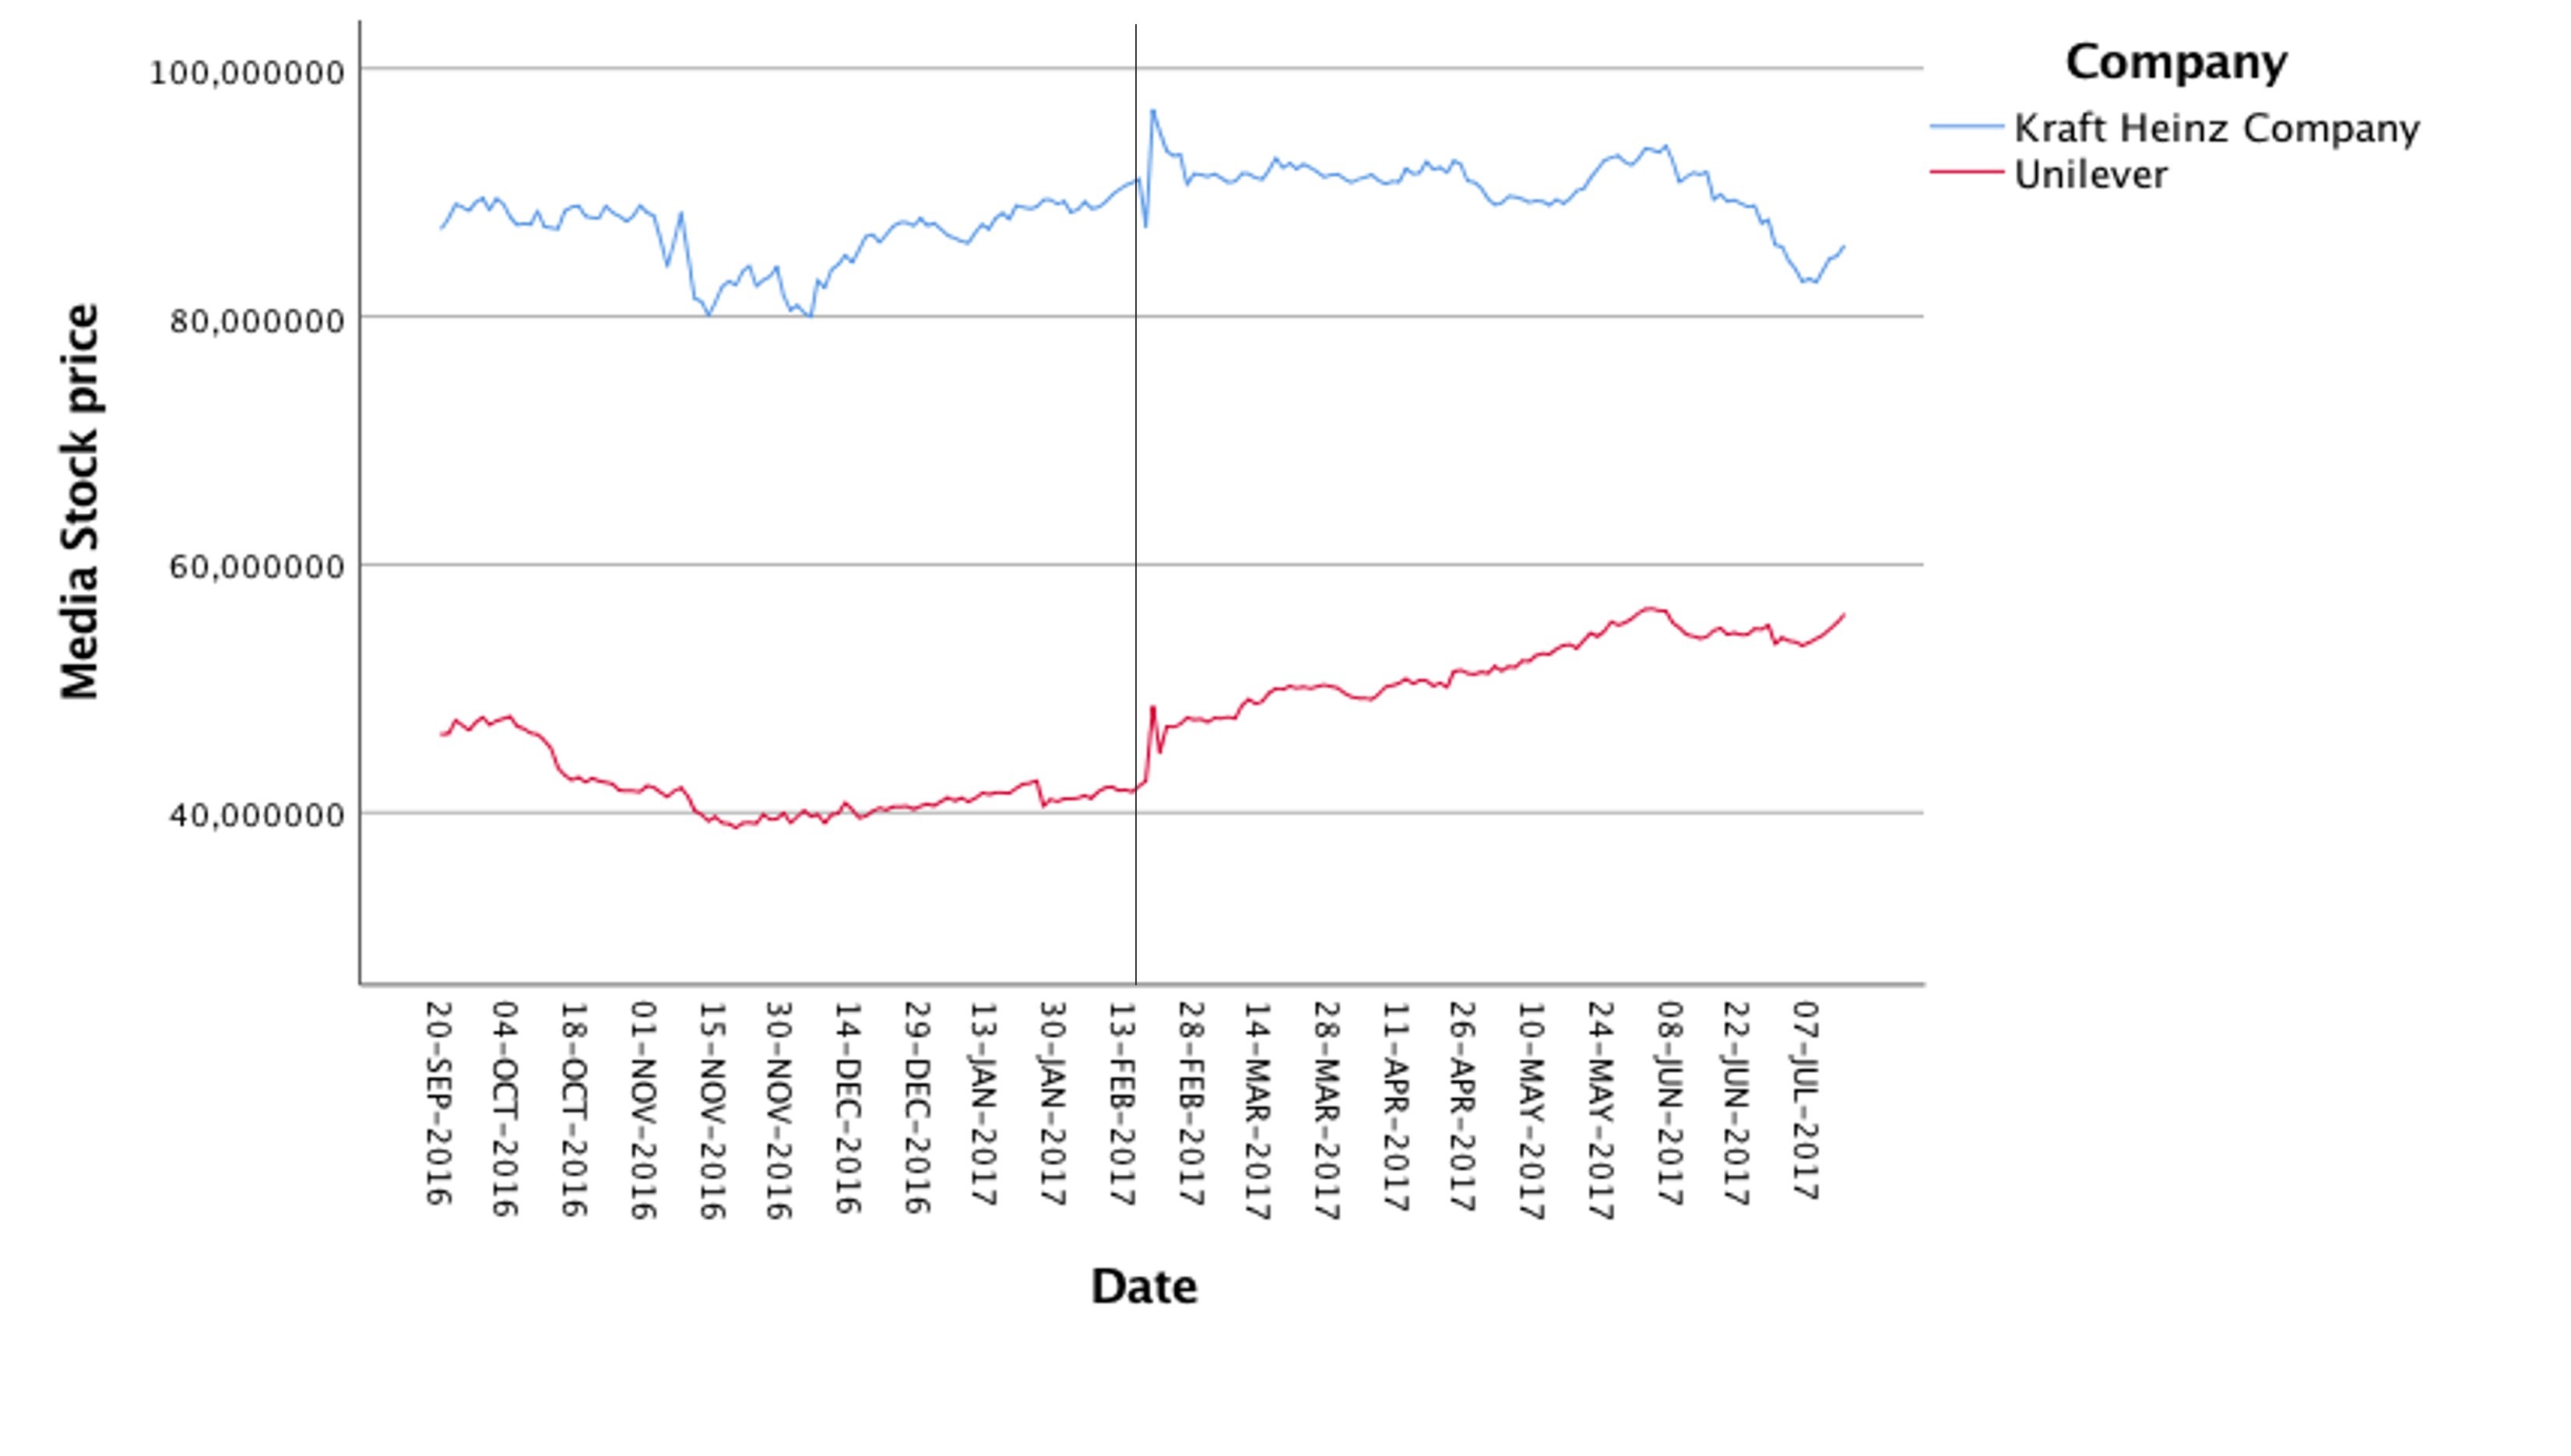 Company
Kraft Heinz Company
Unilever
Media Stock price
100,000000
80,000000
60,000000
40,000000
20-SEP-2016
04-OCT-2016
18-OCT-2016
01-NOV-2016
15-NOV-2016
30-NOV-2016
14-DEC-2016
29-DEC-2016
13-JAN-2017
30-JAN-2017
13-FEB-2017
28-FEB-2017
14-MAR-2017
28-MAR-2017
11-APR-2017
26-APR-2017
10-MAY-2017
24-MAY-2017
08-JUN-2017
22-JUN-2017
07-JUL-2017
Date